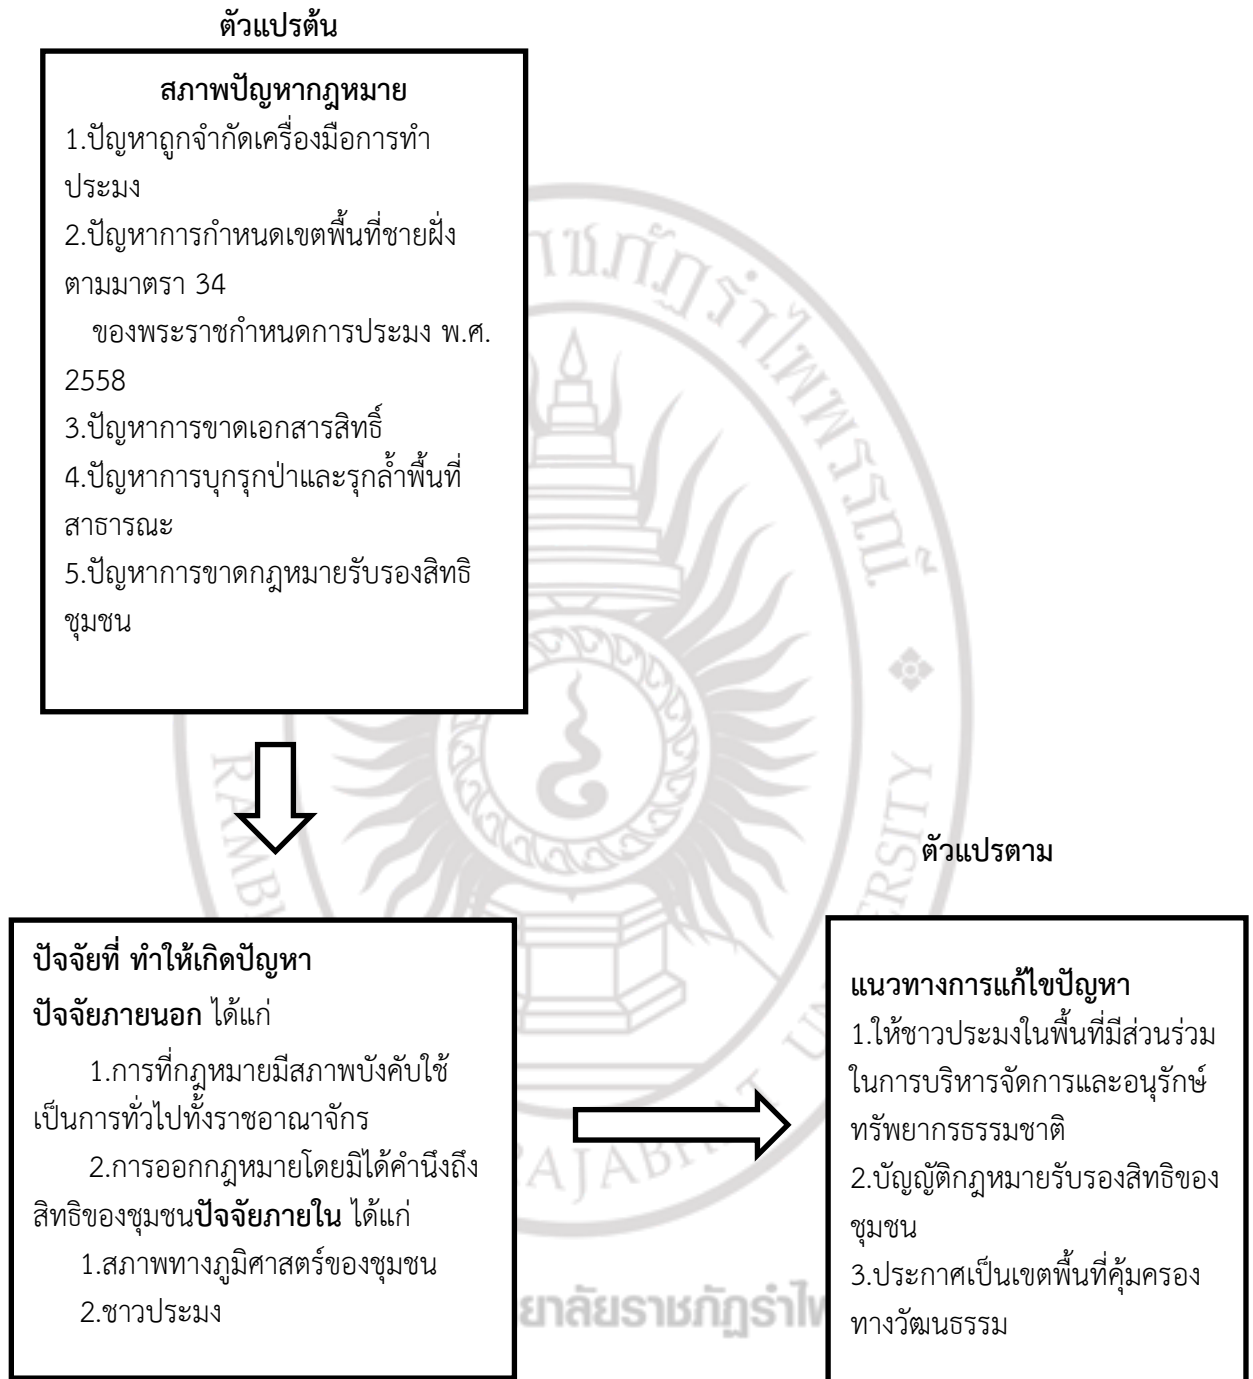 ตัวแปรต้น
สภาพปัญหากฎหมาย
1.ปัญหาถูกจำกัดเครื่องมือการทำ
ประมง
2.ปัญหาการกำหนดเขตพื้นที่ชายฝั่ง
ตามมาตรา 34
ของพระราชกำหนดการประมง พ.ศ.
2558
3.ปัญหาการขาดเอกสารสิทธิ์
4.ปัญหาการบุกรุกป่าและรุกล้ำพื้นที่
สาธารณะ
5.ปัญหาการขาดกฎหมายรับรองสิทธิ
ชุมชน
ปัจจัยที่ ทำให้เกิดปัญหา
ปัจจัยภายนอก ได้แก่
1.การที่กฎหมายมีสภาพบังคับใช้
เป็นการทั่วไปทั้งราชอาณาจักร
2.การออกกฎหมายโดยมิได้คำนึงถึง
สิทธิของชุมชนปัจจัยภายใน ได้แก่
1.สภาพทางภูมิศาสตร์ของชุมชน
2.ชาวประมง
ตัวแปรตาม
แนวทางการแก้ไขปัญหา
1.ให้ชาวประมงในพื้นที่มีส่วนร่วม
ในการบริหารจัดการและอนุรักษ์
ทรัพยากรธรรมชาติ
2.บัญญัติกฎหมายรับรองสิทธิของ
ชุมชน
3.ประกาศเป็นเขตพื้นที่คุ้มครอง
ทางวัฒนธรรม